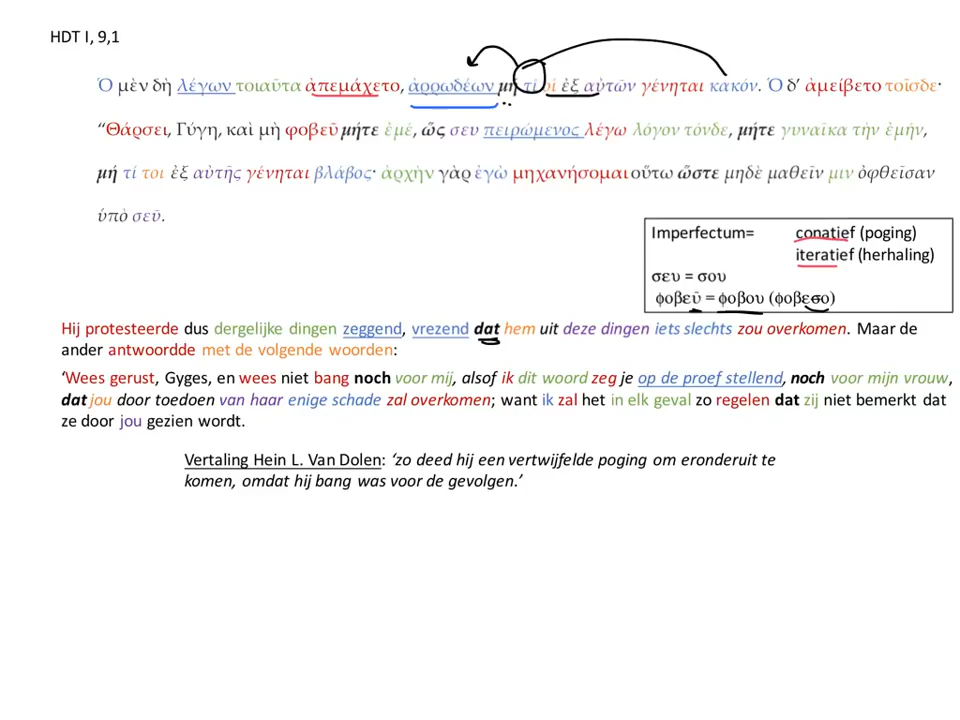 HDT I, 9,1
Ὁ μὲν δὴ λέγων τοιαῦτα ἀπεμάχετο, ἀρρωδέων μή τί οἱ ἐξ αὐτῶν γένηται κακόν. Ὁ δ’ ἀμείβετο τοῖσδε·
“Θάρσει, Γύγη, καὶ μὴ φοβεῦ μήτε ἐμέ, ὥς σευ πειρώμενος λέγω λόγον τόνδε, μήτε γυναῖκα τὴν ἐμήν,
μή τί τοι ἐξ αὐτῆς γένηται βλάβος· ἀρχὴν γὰρ ἐγὼ μηχανήσομαι οὕτω ὥστε μηδὲ μαθεῖν μιν ὀφθεῖσαν
ὑπὸ σεῦ.
Imperfectum= conatief (poging)
iteratief (herhaling)
σευ = σου
φοβεῦ = φοβου (φοβεσο)
Hij protesteerde dus dergelijke dingen zeggend, vrezend dat hem uit deze dingen iets slechts zou overkomen. Maar de
ander antwoordde met de volgende woorden:
‘Wees gerust, Gyges, en wees niet bang noch voor mij, alsof ik dit woord zeg je op de proef stellend, noch voor mijn vrouw,
dat jou door toedoen van haar enige schade zal overkomen; want ik zal het in elk geval zo regelen dat zij niet bemerkt dat
ze door jou gezien wordt.
Vertaling Hein L. Van Dolen: ‘zo deed hij een vertwijfelde poging om eronderuit te
komen, omdat hij bang was voor de gevolgen.’